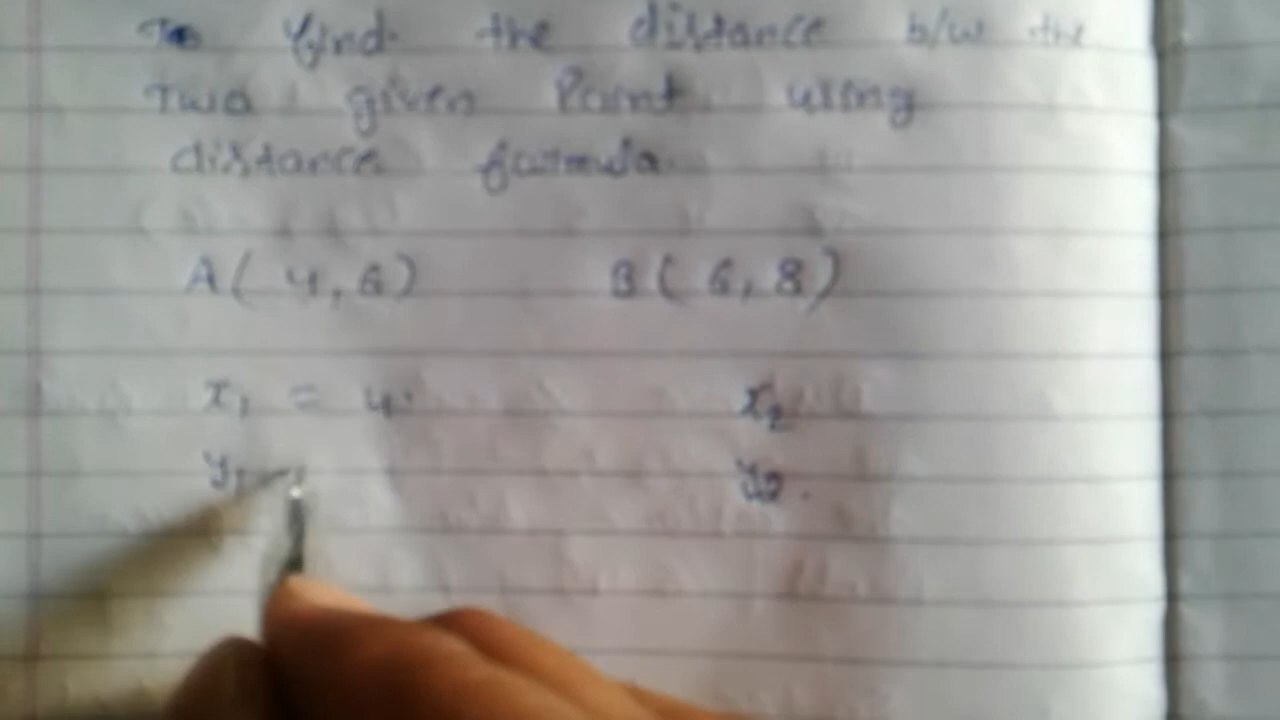 To find the distance b/w the
Two given Point using
distance formula
A( 4, 6) B( 6, 8)
x₁ = 4 x₂
y₁ y₂